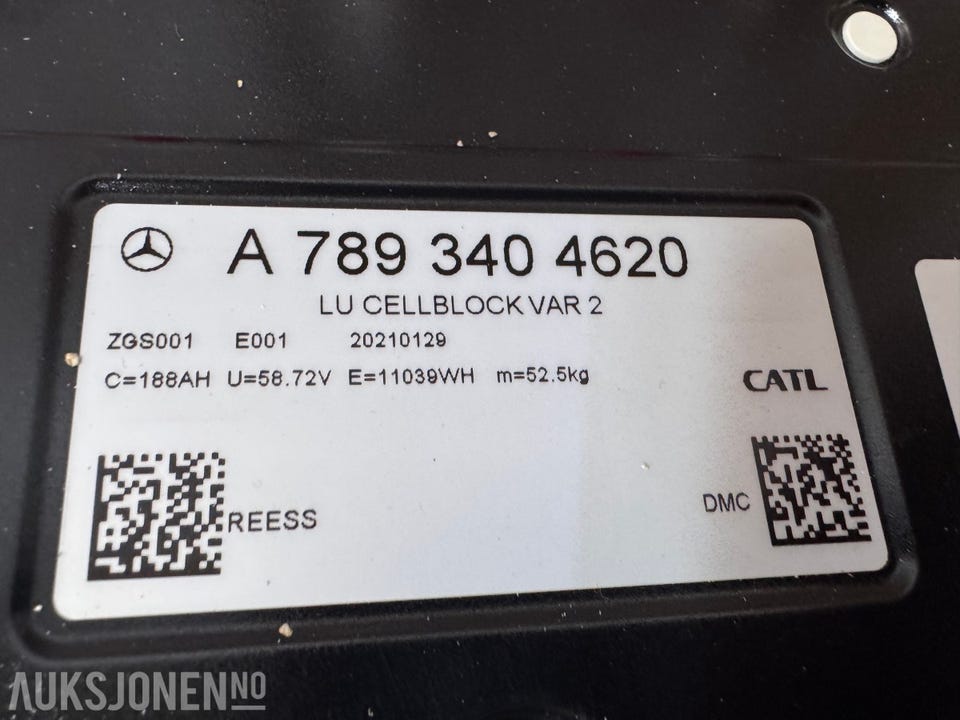 A 789 340 4620
LU CELLBLOCK VAR 2
ZGS001 E001 20210129
C=188AH U=58.72V E=11039WH m=52.5kg
CATL
REESS
DMC
AUKSJONEN.NO